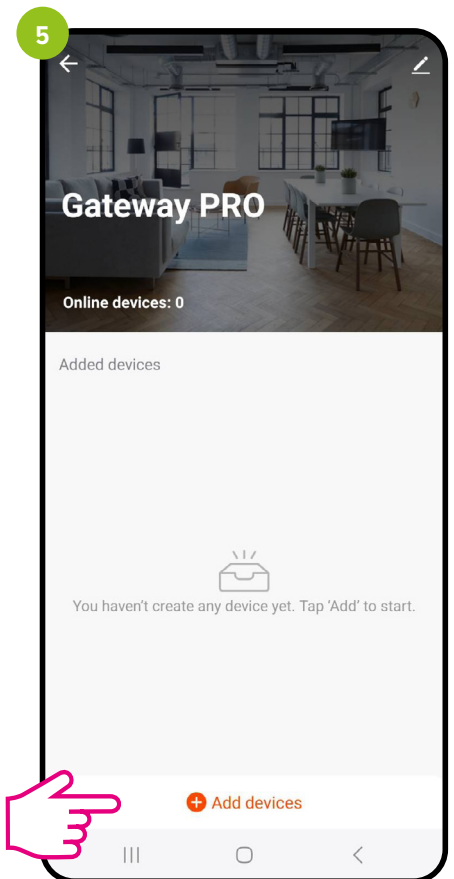 5
Gateway PRO
Online devices: 0
Added devices
You haven't create any device yet. Tap 'Add' to start.
Add devices